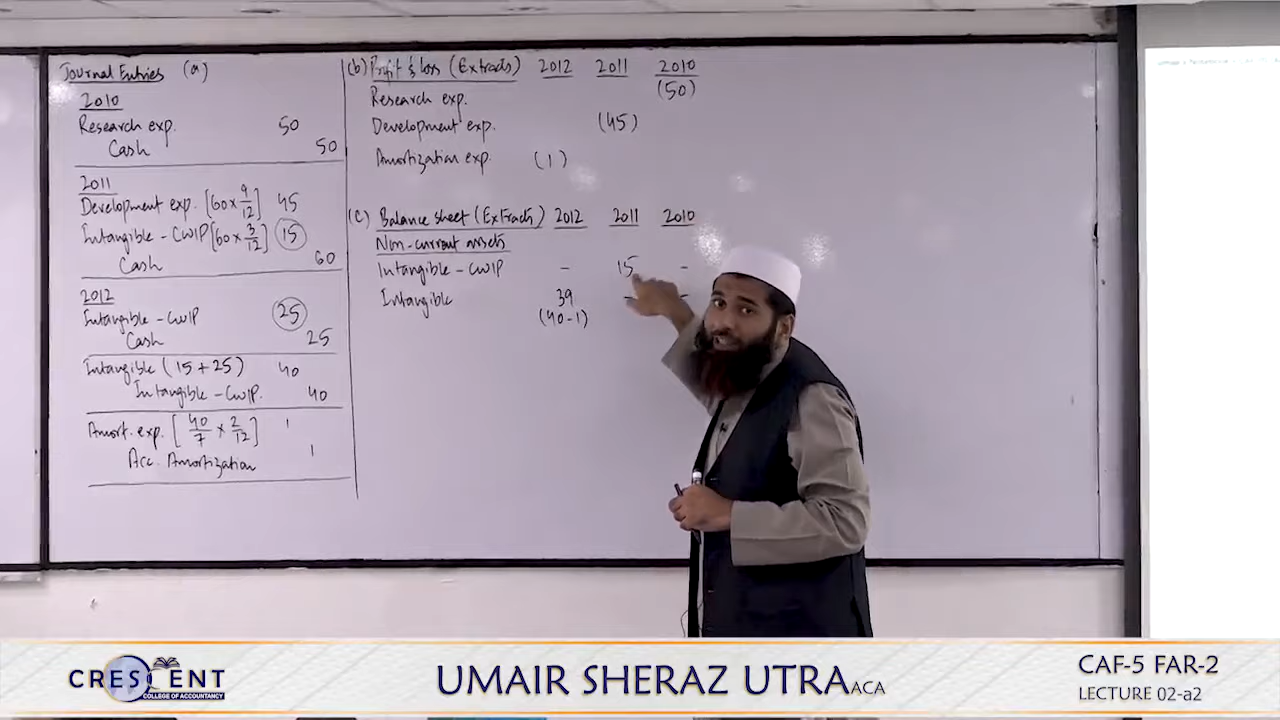 Journal Entries (a)
2010
Research exp. 50
Cash 50
2011
Development exp. [60 x 9/12] 45
Intangible - CWIP [60 x 3/12] 15
Cash 60
2012
Intangible - CWIP 25
Cash 25
Intangible (15 + 25) 40
Intangible - CWIP. 40
Amort. exp. [40/7 x 2/12] 1
Acc. Amortization 1
(b) Profit & loss (Extracts) 2012 2011 2010
Research exp. (50)
Development exp. (45)
Amortization exp. (1)
(c) Balance sheet (Extracts) 2012 2011 2010
Non-current assets
Intangible - CWIP - 15 -
Intangible 39 - -
(40-1)
CRESCENT
COLLEGE OF ACCOUNTANCY
UMAIR SHERAZ UTRA ACA
CAF-5 FAR-2
LECTURE 02-a2